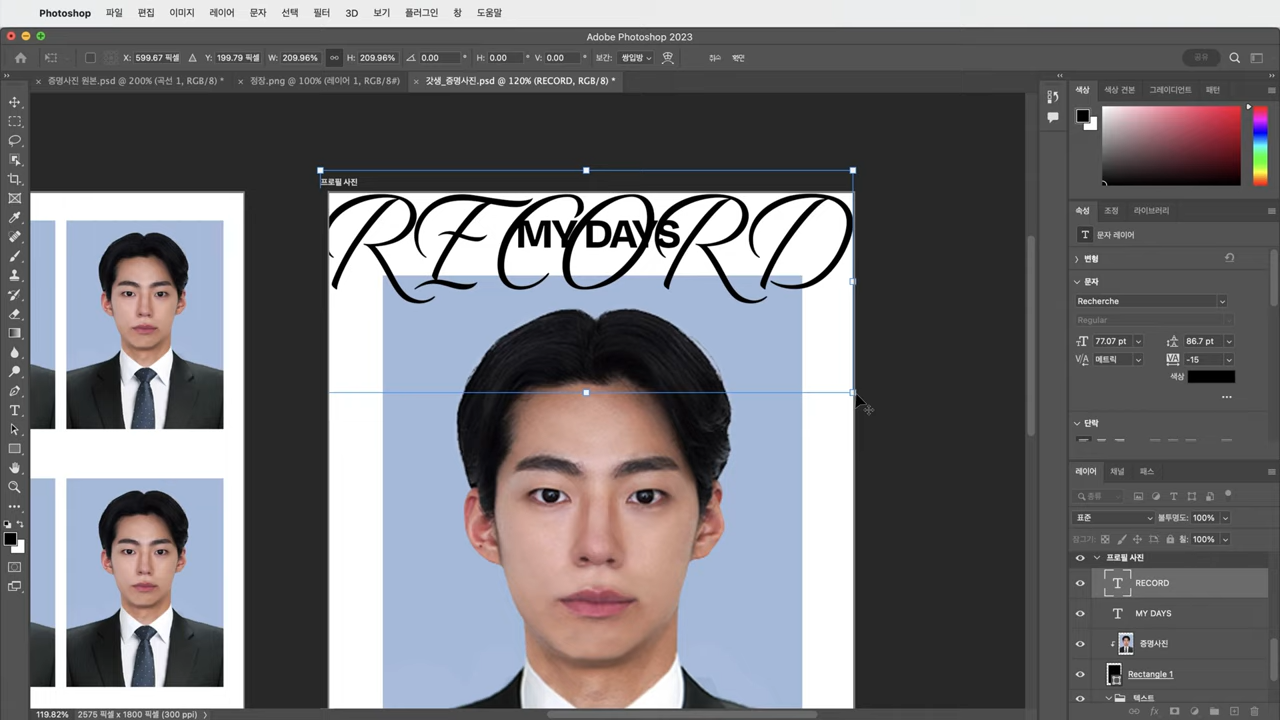 Photoshop 파일 편집 이미지 레이어 문자 선택 필터 3D 보기 플러그인 창 도움말
Adobe Photoshop 2023
X: 599.67 픽셀 Y: 199.79 픽셀 W: 209.96% H: 209.96% 0.00 ° H: 0.00 ° V: 0.00 ° 보간: 쌍입방 공유
증명사진 원본.psd @ 200% (곡선 1, RGB/8) *
정장.png @ 100% (레이어 1, RGB/8#)
갓생_증명사진.psd @ 120% (RECORD, RGB/8) *
프로필 사진
RECORD
MY DAYS
색상 색상 견본 그레이디언트 패턴
속성 조정 라이브러리
T 문자 레이어
변형
문자
Recherche
Regular
77.07 pt 86.7 pt
메트릭 -15
색상
단락
레이어 채널 패스
종류
표준 불투명도: 100%
잠그기: 칠: 100%
프로필 사진
T RECORD
T MY DAYS
증명사진
Rectangle 1
텍스트
119.82% 2575 픽셀 x 1800 픽셀 (300 ppi)